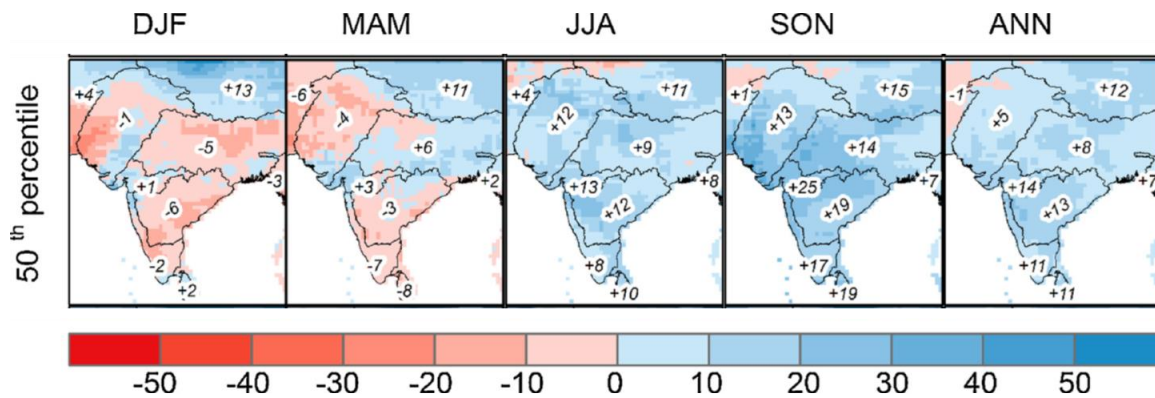 DJF MAM JJA SON ANN
50 th percentile
+4 +13 -1 -5 +1 -3 -6 -2 +2
-6 +11 -4 +6 +3 +2 -3 -7 -8
+4 +11 +12 +9 +13 +8 +12 +8 +10
+1 +15 +13 +14 +25 +7 +19 +17 +19
-1 +12 +5 +8 +14 +7 +13 +11 +11
-50 -40 -30 -20 -10 0 10 20 30 40 50